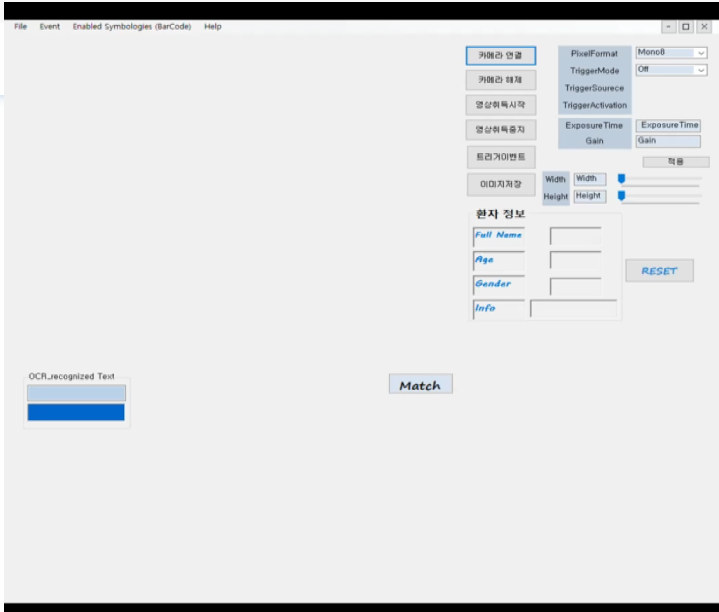 File Event Enabled Symbologies (BarCode) Help
카메라 연결
카메라 해제
영상취득시작
영상취득중지
트리거이벤트
이미지저장
PixelFormat Mono8
TriggerMode Off
TriggerSourece
TriggerActivation
ExposureTime ExposureTime
Gain Gain
적용
Width Width
Height Height
환자 정보
Full Name
Age
Gender
Info
RESET
OCR_recognized Text
Match